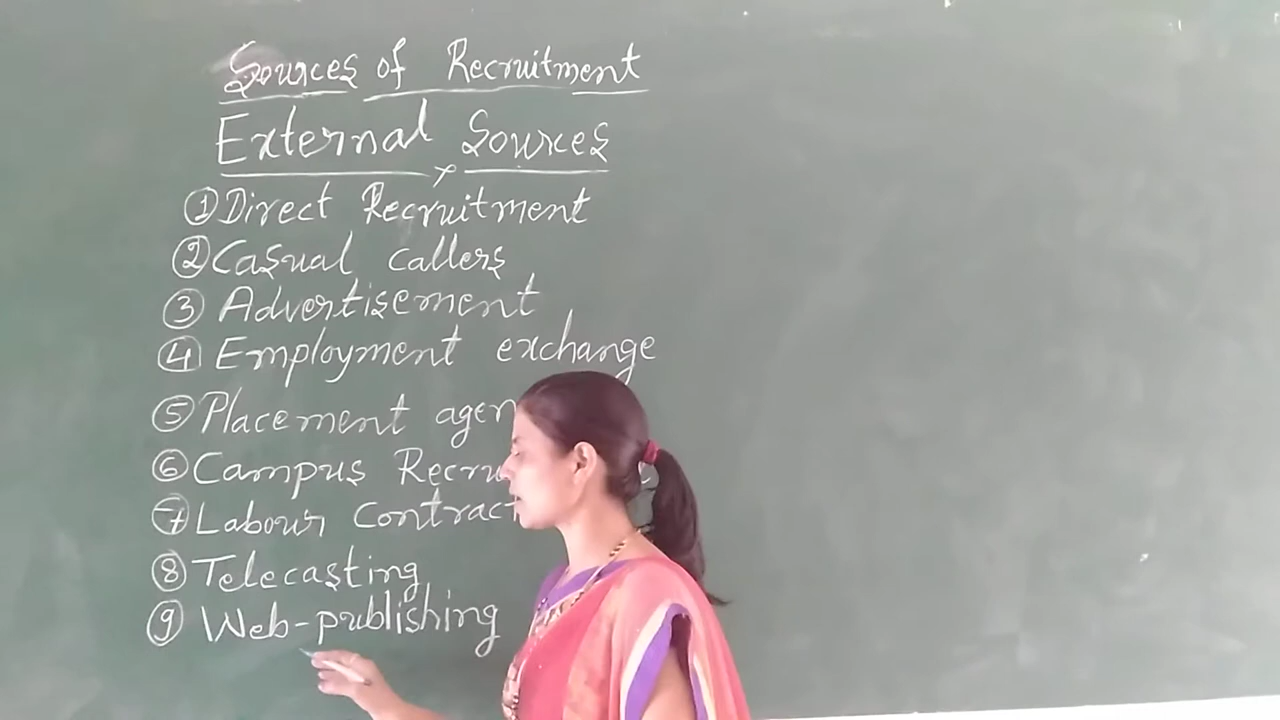 Sources of Recruitment
External Sources
① Direct Recruitment
② Casual callers
③ Advertisement
④ Employment exchange
⑤ Placement agen
⑥ Campus Recru
⑦ Labour Contract
⑧ Telecasting
⑨ Web-publishing